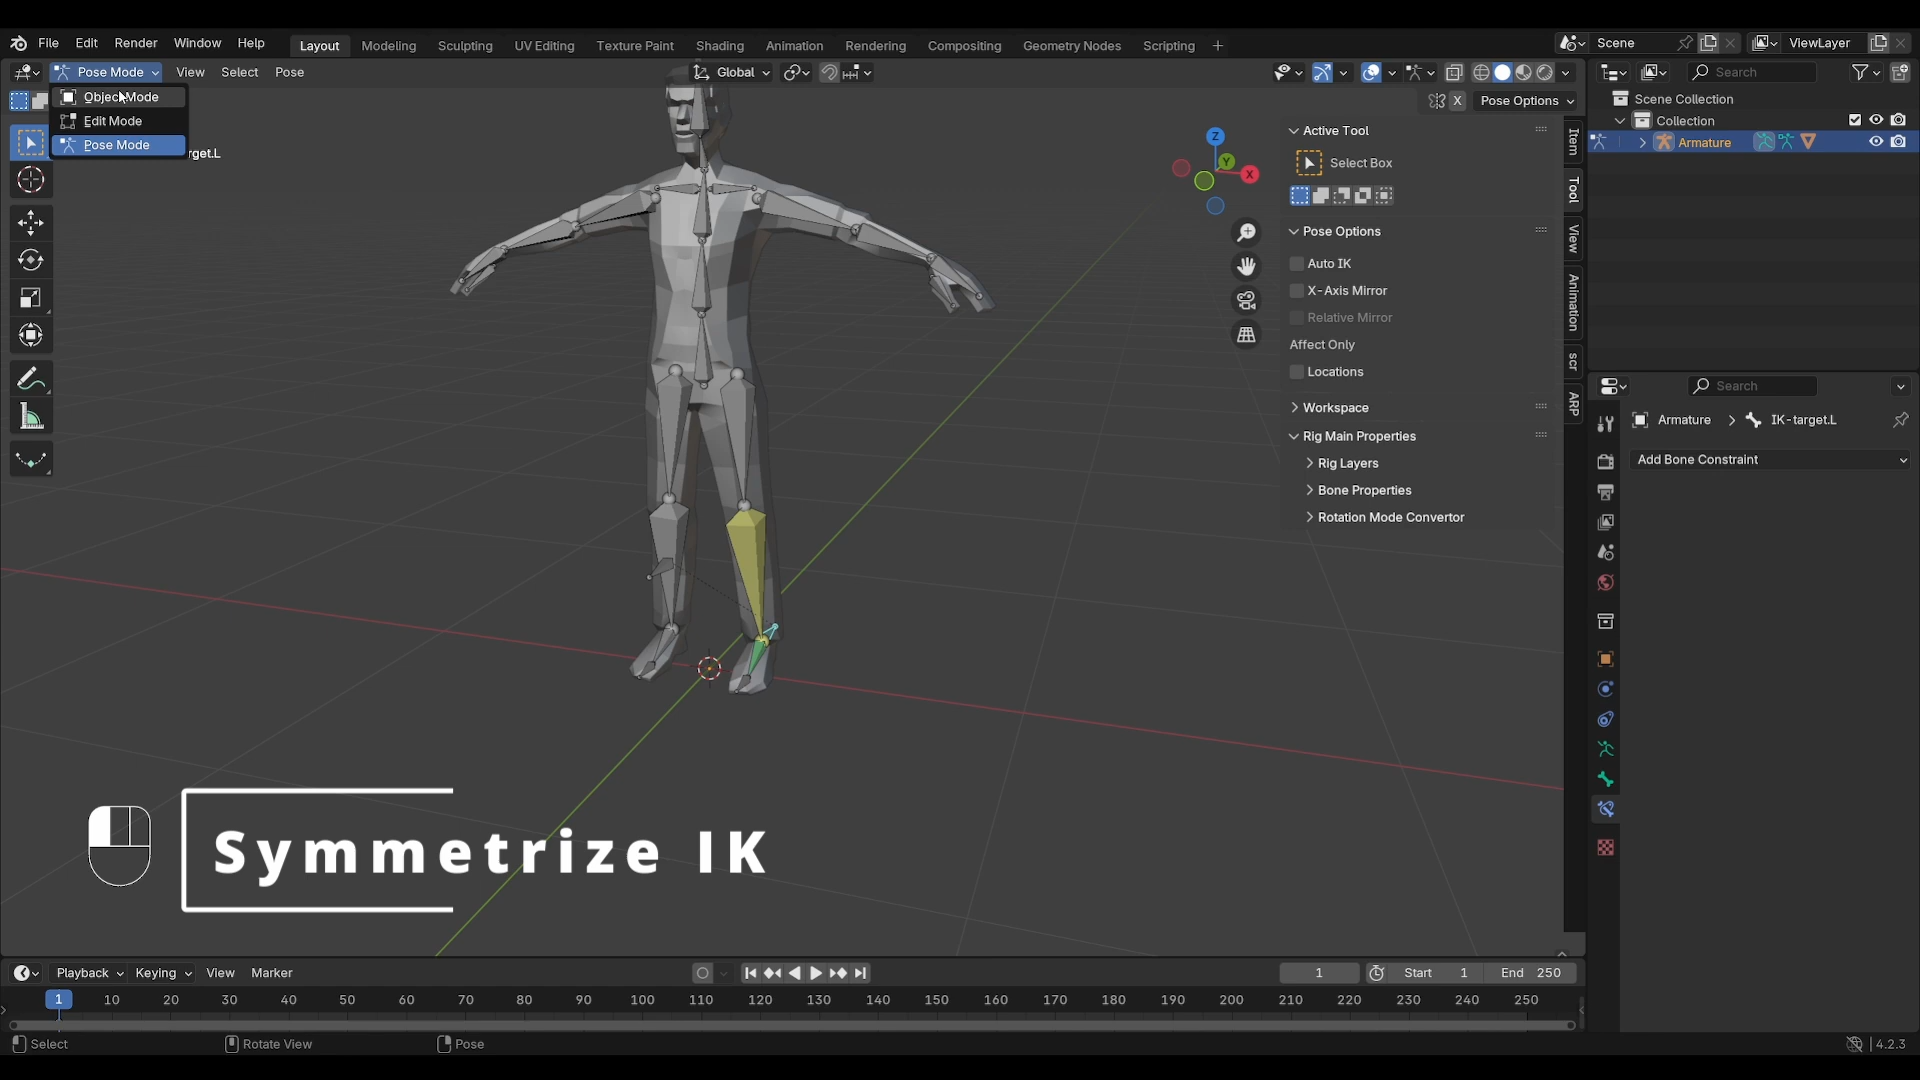 File Edit Render Window Help Layout Modeling Sculpting UV Editing Texture Paint Shading Animation Rendering Compositing Geometry Nodes Scripting + Scene ViewLayer
Pose Mode View Select Pose Global Search
Object Mode
Edit Mode
Pose Mode
rget.L
X Pose Options
Z
Y
X
Active Tool
Select Box
Pose Options
Auto IK
X-Axis Mirror
Relative Mirror
Affect Only
Locations
Workspace
Rig Main Properties
Rig Layers
Bone Properties
Rotation Mode Convertor
Item
Tool
View
Animation
scr
ARP
Scene Collection
Collection
Armature
Search
Armature > IK-target.L
Add Bone Constraint
Symmetrize IK
Playback Keying View Marker 1 Start 1 End 250
1 10 20 30 40 50 60 70 80 90 100 110 120 130 140 150 160 170 180 190 200 210 220 230 240 250
Select Rotate View Pose 4.2.3